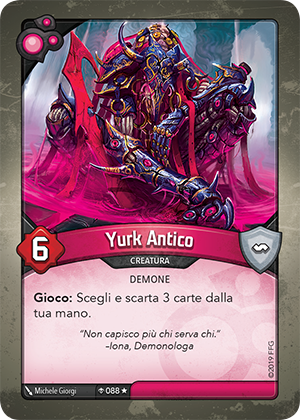 Yurk Antico
6
CREATURA
DEMONE
Gioco: Scegli e scarta 3 carte dalla
tua mano.
“Non capisco più chi serva chi.”
–Iona, Demonologa
Michele Giorgi
088
©2019 FFG